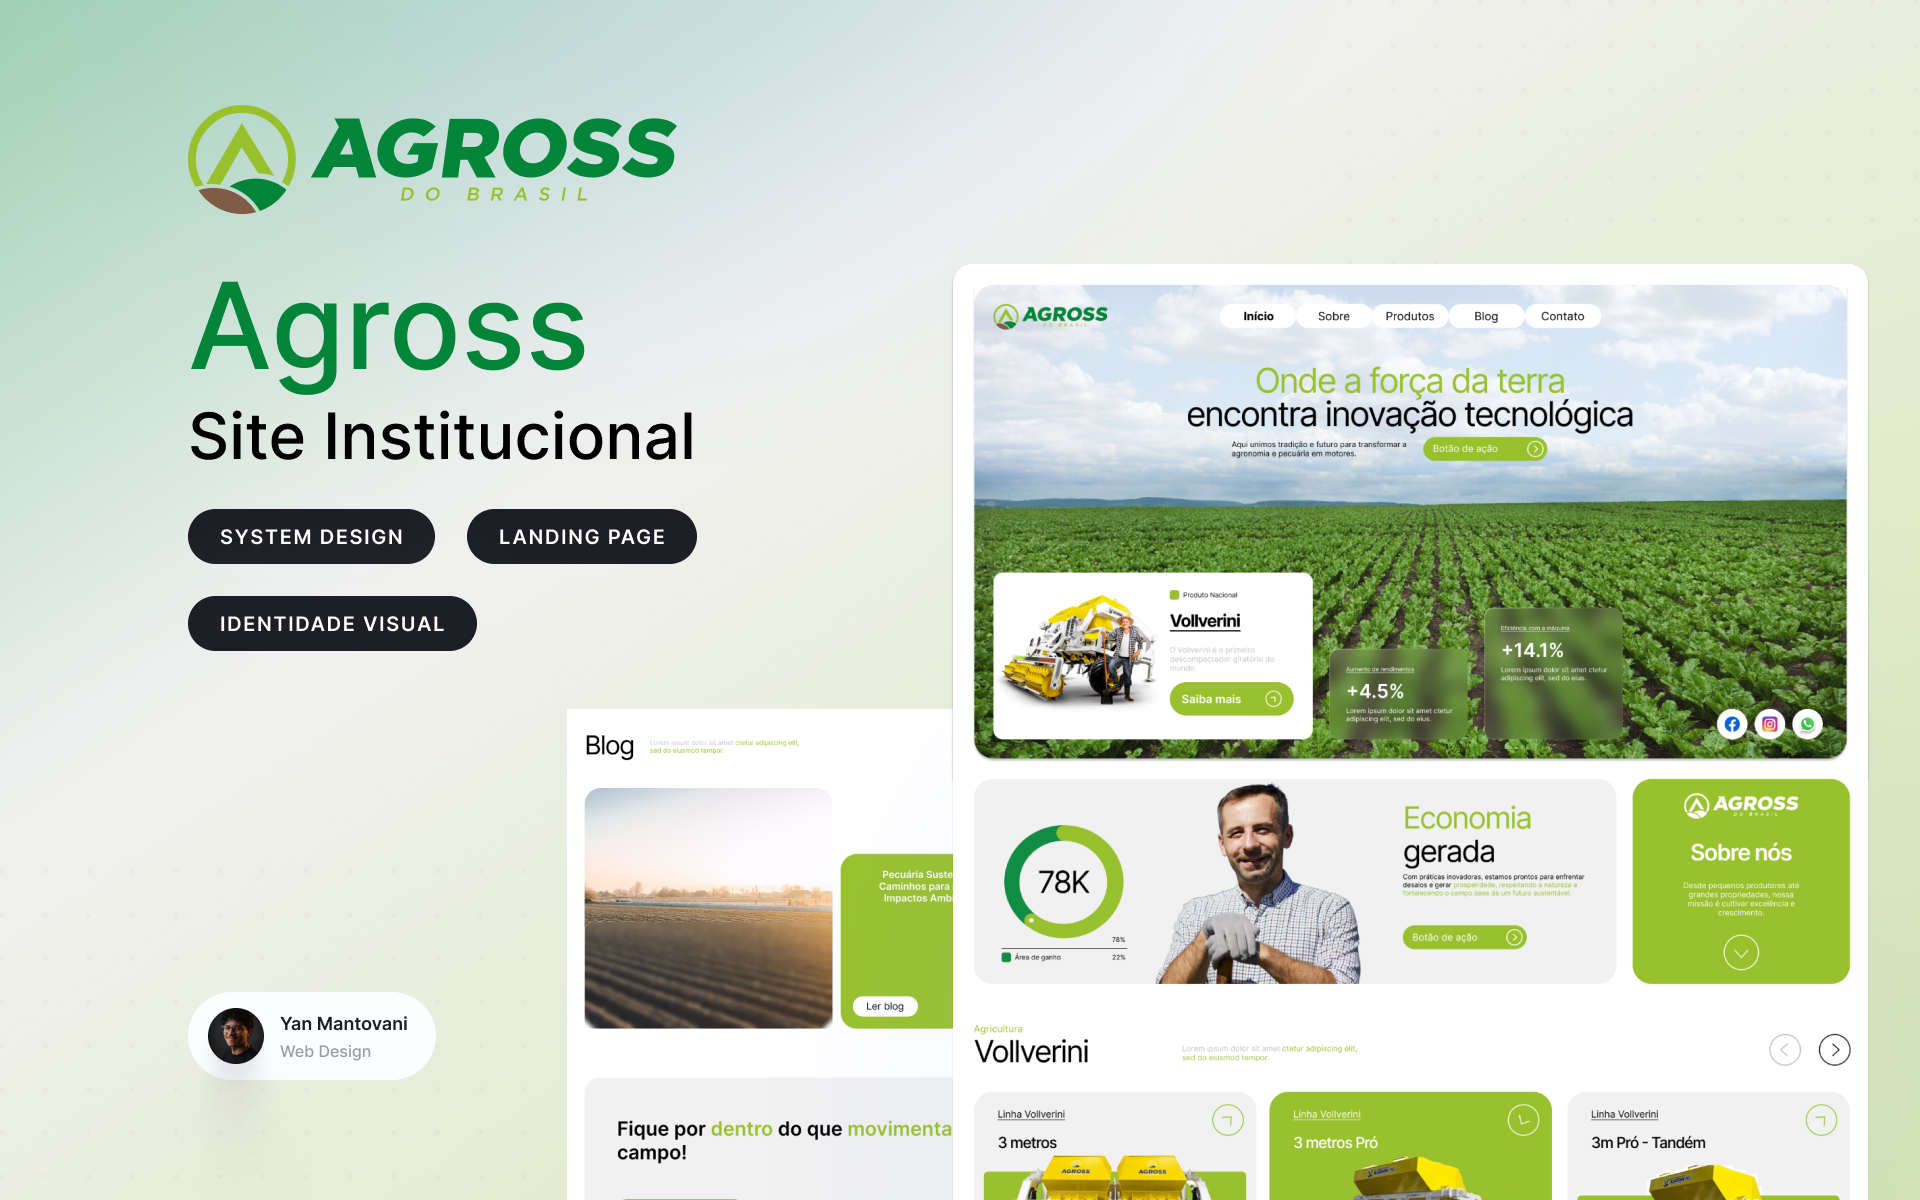 AGROSS
DO BRASIL
Agross
Site Institucional
SYSTEM DESIGN
LANDING PAGE
IDENTIDADE VISUAL
Yan Mantovani
Web Design
Blog
Lorem ipsum dolor sit amet ctetur adipiscing elit,
sed do eiusmod tempor.
Pecuária Suste
Caminhos para
Impactos Amb
Ler blog
Fique por dentro do que movimenta
campo!
AGROSS
DO BRASIL
Início
Sobre
Produtos
Blog
Contato
Onde a força da terra
encontra inovação tecnológica
Aqui unimos tradição e futuro para transformar a
agronomia e pecuária em motores.
Botão de ação
Produto Nacional
Vollverini
O Vollverini é o primeiro
descompactador giratório do
mundo.
Saiba mais
Aumento de rendimentos
+4.5%
Lorem ipsum dolor sit amet ctetur
adipiscing elit, sed do eius.
Eficiência com a máquina
+14.1%
Lorem ipsum dolor sit amet ctetur
adipiscing elit, sed do eius.
78K
78%
Área de ganho
22%
Economia
gerada
Com práticas inovadoras, estamos prontos para enfrentar
desaios e gerar prosperidade, respeitando a natureza e
fortalecendo o campo base de um futuro sustentável.
Botão de ação
AGROSS
DO BRASIL
Sobre nós
Desde pequenos produtores até
grandes propriedades, nossa
missão é cultivar excelência e
crescimento.
Agricultura
Vollverini
Lorem ipsum dolor sit amet ctetur adipiscing elit,
sed do eiusmod tempor.
Linha Vollverini
3 metros
AGROSS
AGROSS
Linha Vollverini
3 metros Pró
Linha Vollverini
3m Pró - Tandém